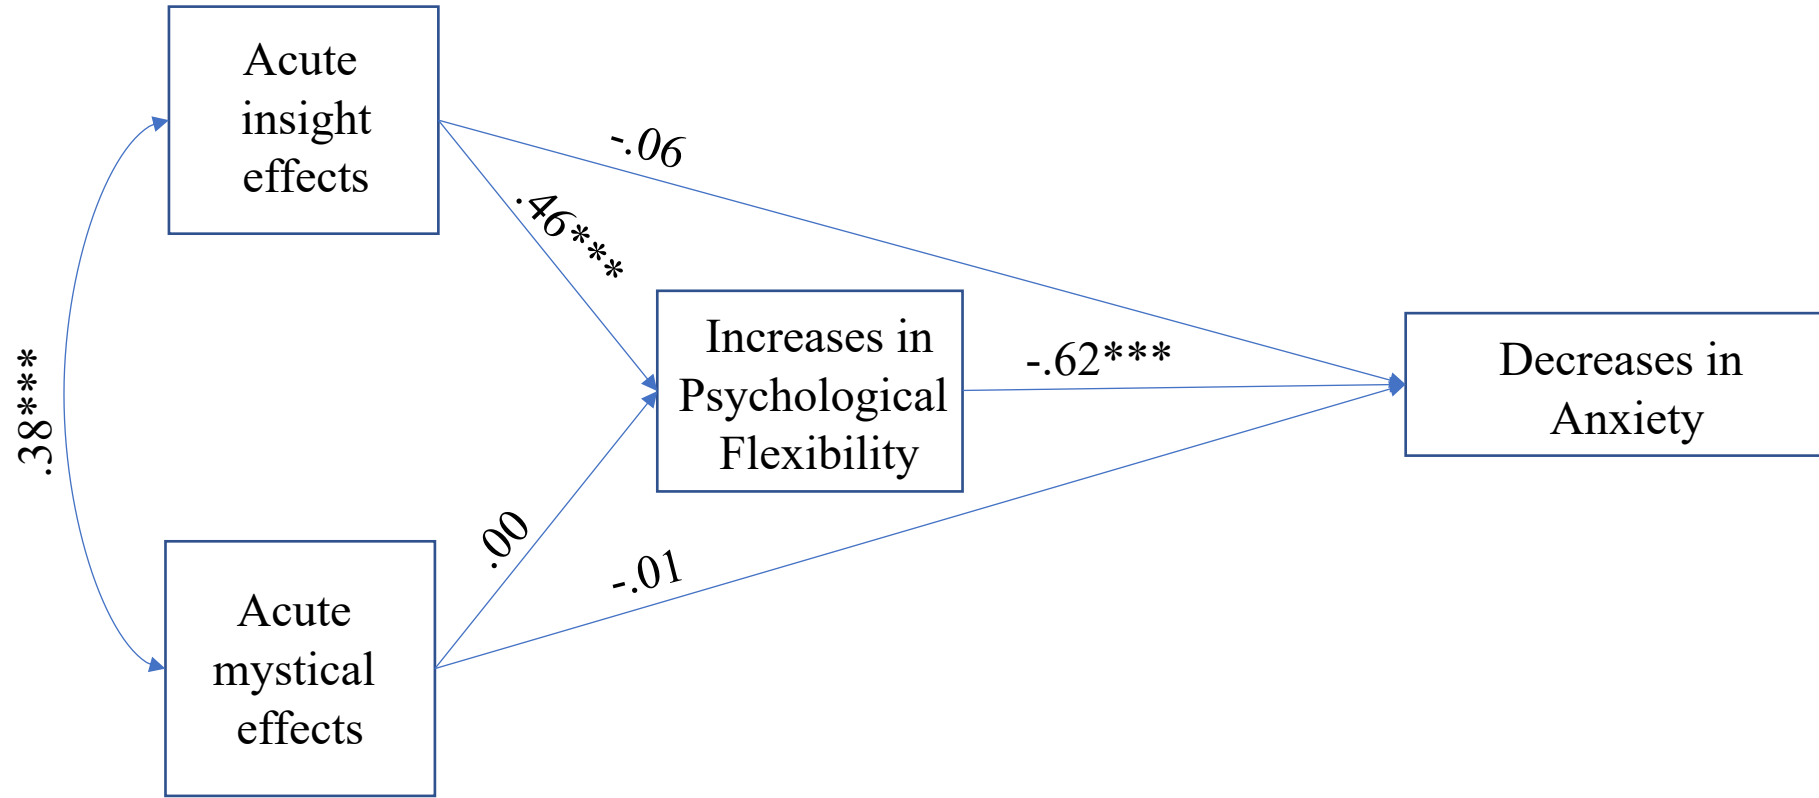 Acute
insight
effects
-.06
.46***
.38***
Increases in
Psychological
Flexibility
-.62***
Decreases in
Anxiety
.00
-.01
Acute
mystical
effects